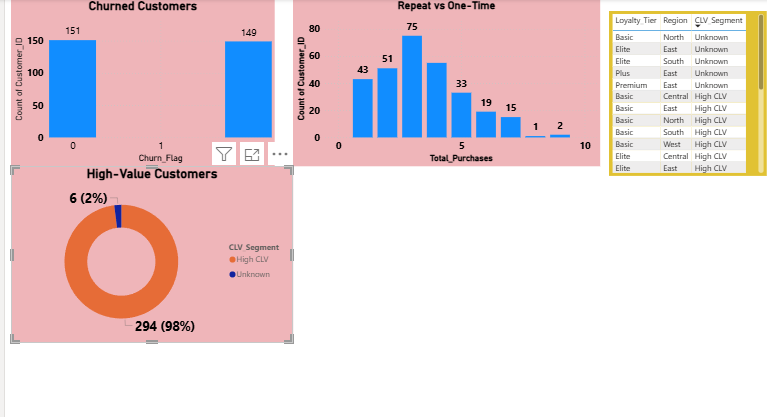 Churned Customers
Count of Customer_ID
150
100
50
0
151
149
0
1
Churn_Flag
Repeat vs One-Time
Count of Customer_ID
80
60
40
20
0
43
51
75
33
19
15
1
2
0
5
10
Total_Purchases
Loyalty_Tier Region CLV_Segment
Basic North Unknown
Elite East Unknown
Elite South Unknown
Plus East Unknown
Premium East Unknown
Basic Central High CLV
Basic East High CLV
Basic North High CLV
Basic South High CLV
Basic West High CLV
Elite Central High CLV
Elite East High CLV
High-Value Customers
6 (2%)
294 (98%)
CLV_Segment
High CLV
Unknown